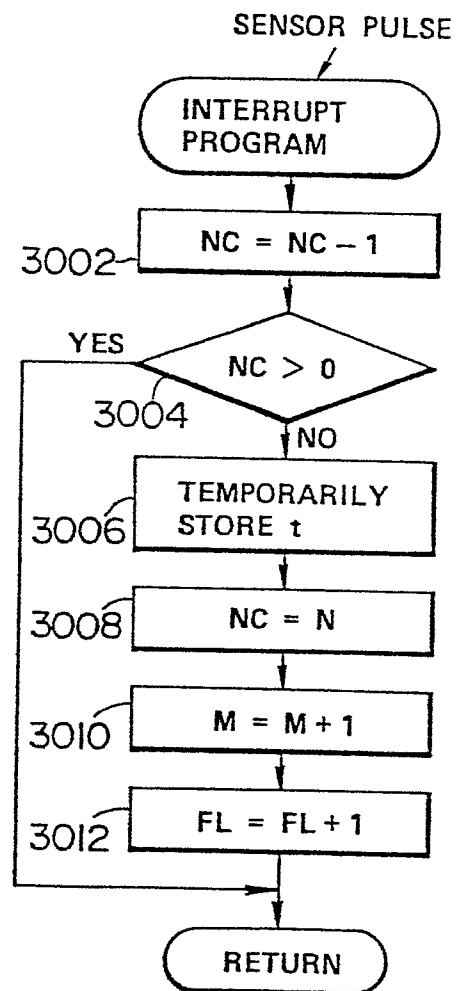 SENSOR PULSE
INTERRUPT
PROGRAM
NC = NC - 1
3002
YES
NC > 0
3004
NO
TEMPORARILY
STORE t
3006
NC = N
3008
M = M + 1
3010
FL = FL + 1
3012
RETURN